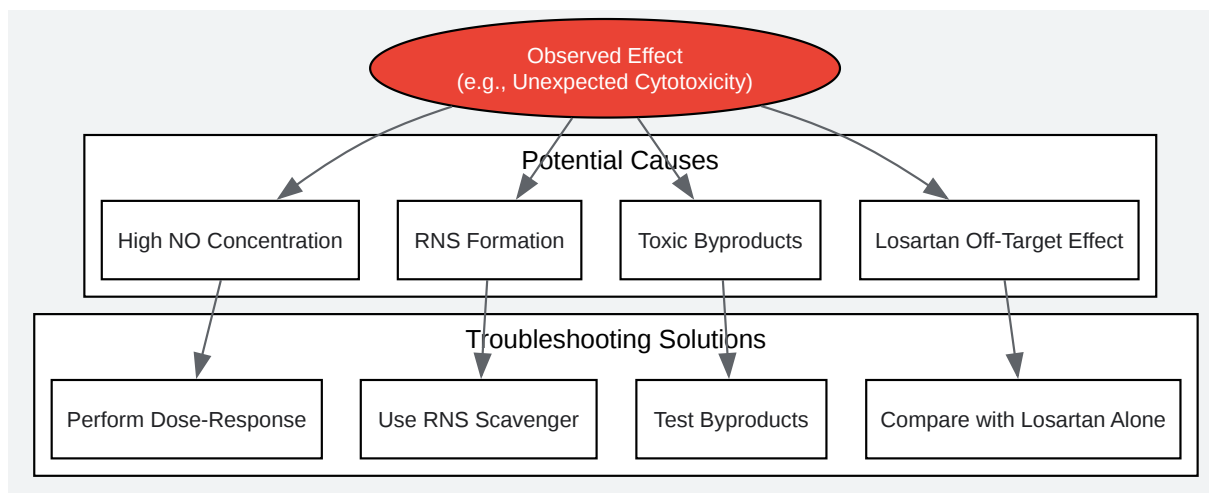 Observed Effect
(e.g., Unexpected Cytotoxicity)
Potential Causes
High NO Concentration
RNS Formation
Toxic Byproducts
Losartan Off-Target Effect
Troubleshooting Solutions
Perform Dose-Response
Use RNS Scavenger
Test Byproducts
Compare with Losartan Alone